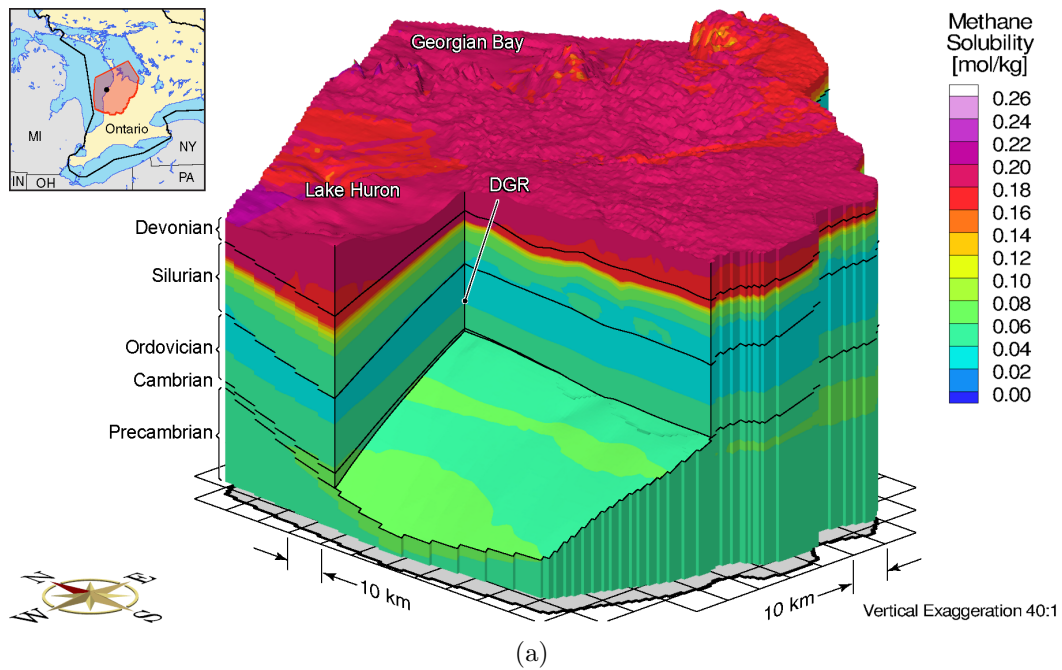 MI
Ontario
NY
IN
OH
PA
Georgian Bay
Lake Huron
DGR
Devonian
Silurian
Ordovician
Cambrian
Precambrian
Methane
Solubility
[mol/kg]
0.26
0.24
0.22
0.20
0.18
0.16
0.14
0.12
0.10
0.08
0.06
0.04
0.02
0.00
N
E
W
S
10 km
10 km
Vertical Exaggeration 40:1
(a)